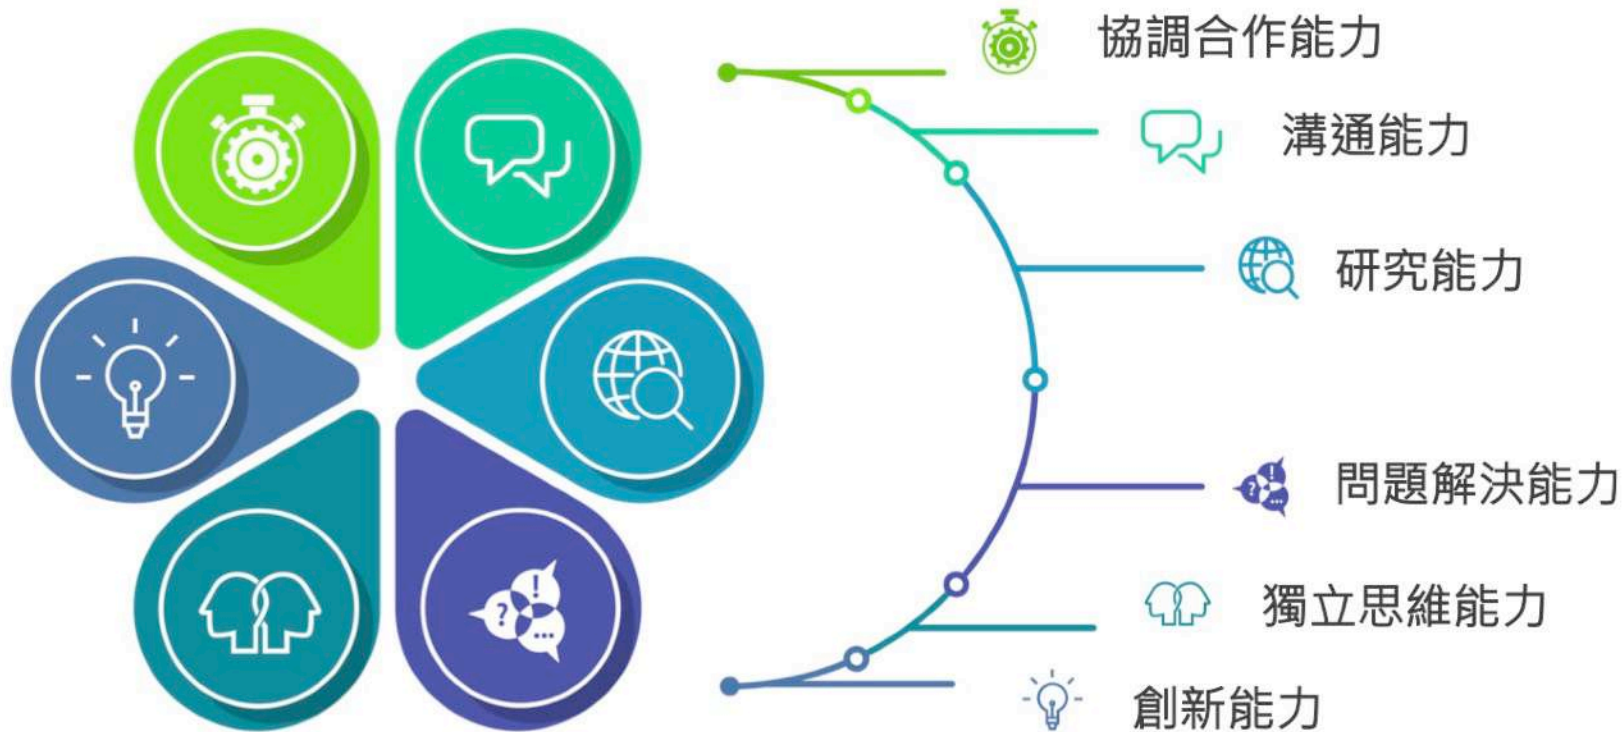 協調合作能力
溝通能力
研究能力
問題解決能力
獨立思維能力
創新能力